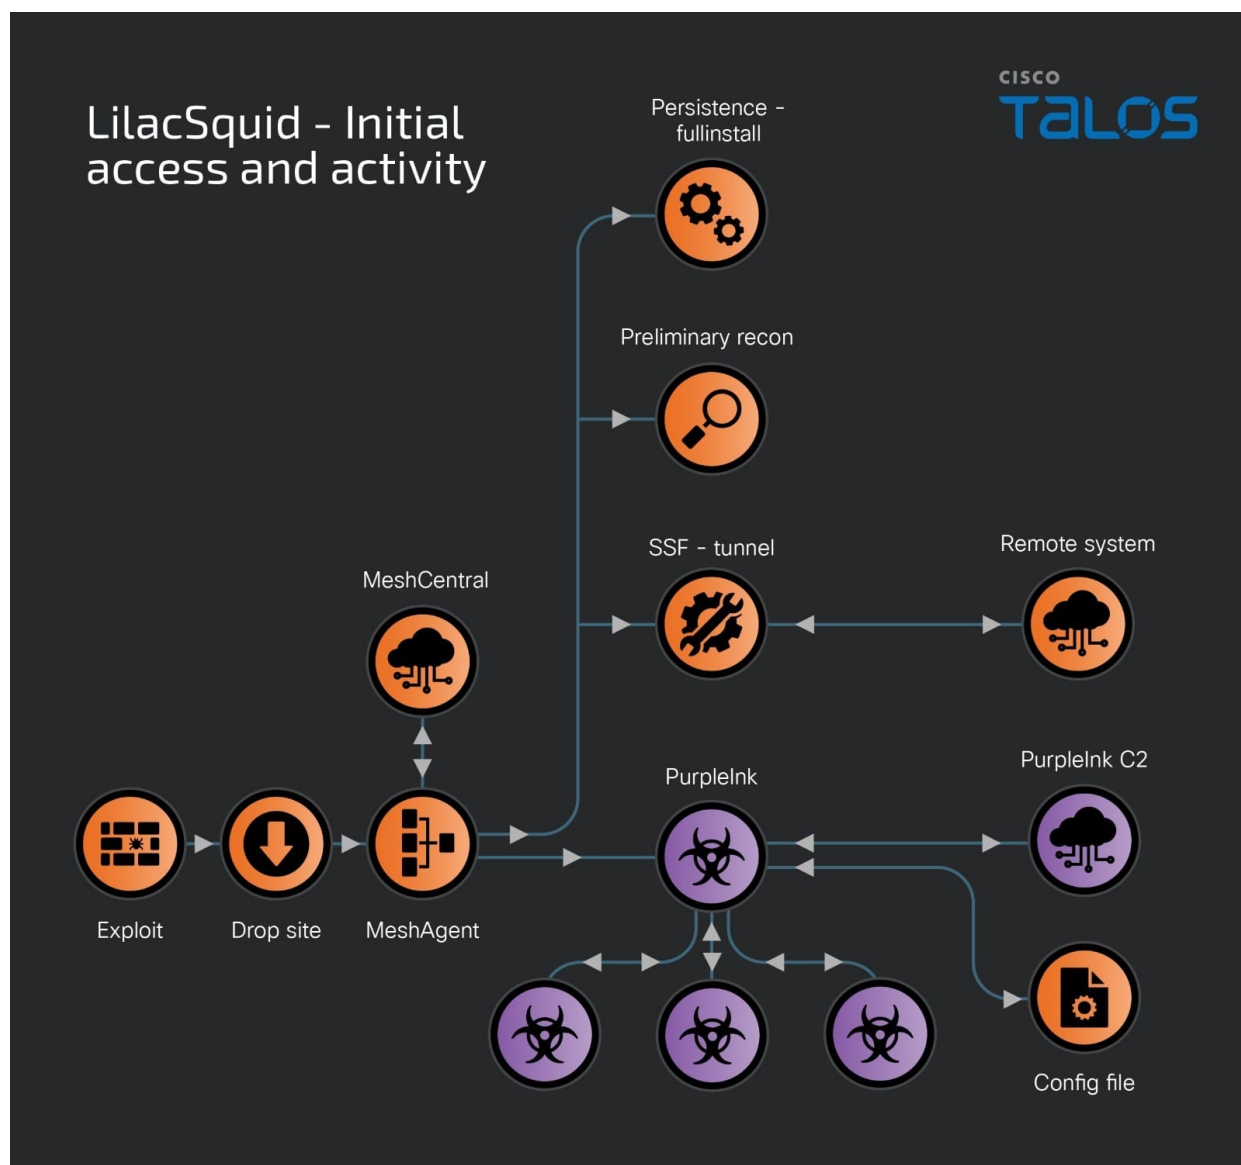 CISCO
TALOS
LilacSquid - Initial
access and activity
Persistence -
fullinstall
Preliminary recon
SSF - tunnel
Remote system
MeshCentral
PurpleInk
PurpleInk C2
Exploit
Drop site
MeshAgent
Config file